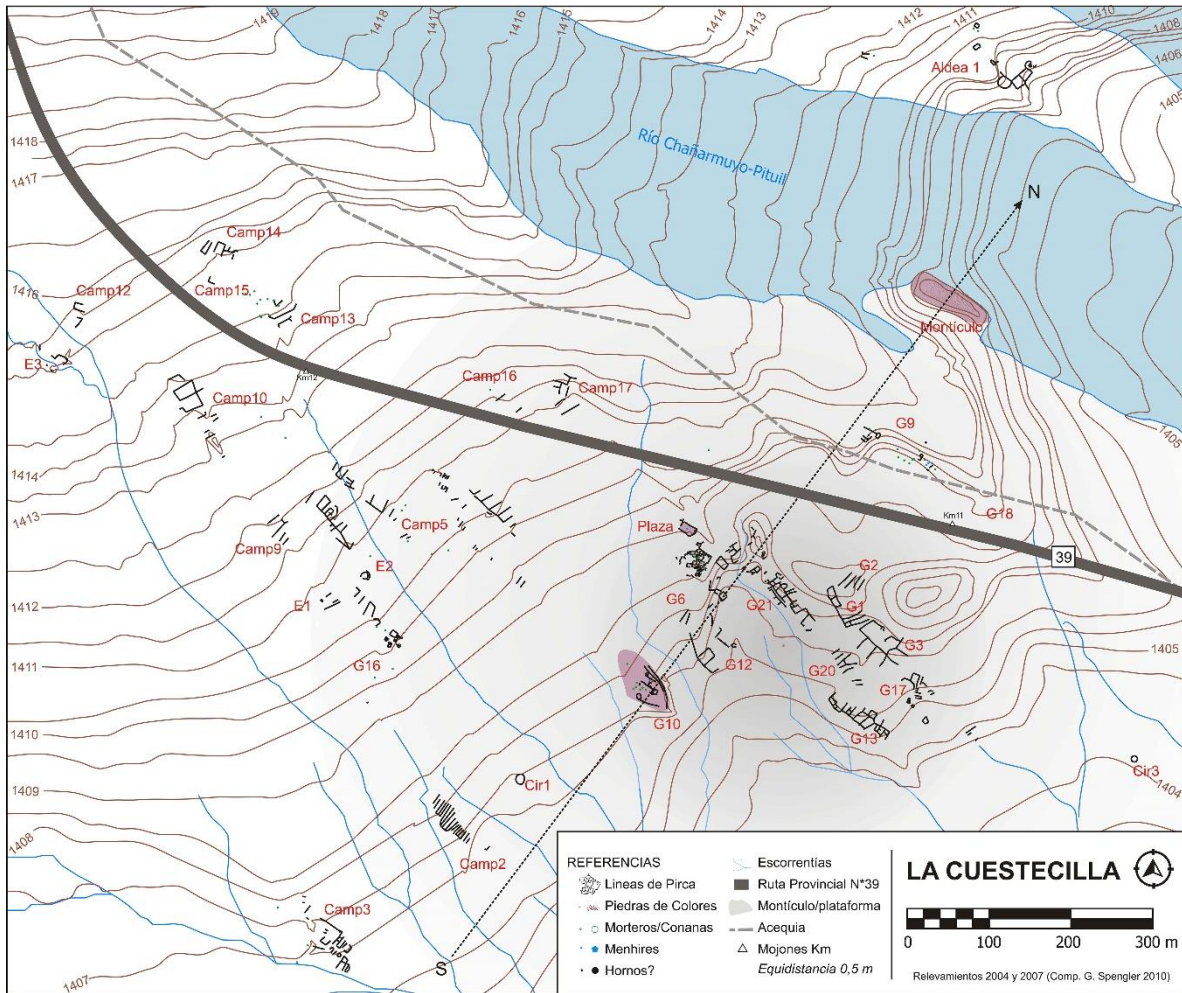 1419
1418
1417
1416
1415
1414
1413
1412
1411
1410
1408
1406
1405
Aldea 1
Río Chañarmuyo-Pituil
N
1418
1417
Camp14
Camp15
Camp13
1416
Camp12
E3
Km12
Camp10
Montículo
Camp16
Camp17
G9
1405
1414
1413
Camp9
Camp5
Plaza
Km11
G18
39
E2
E1
G2
G1
G6
G21
1412
G16
G12
G3
1405
G20
G17
1411
G10
G13
1410
Cir1
Cir3
1404
1409
1408
Camp2
Camp3
S
1407
REFERENCIAS
Lineas de Pirca
Piedras de Colores
Morteros/Conanas
Menhires
Hornos?
Escorrentías
Ruta Provincial N*39
Montículo/plataforma
Acequia
Mojones Km
Equidistancia 0,5 m
LA CUESTECILLA
0 100 200 300 m
Relevamientos 2004 y 2007 (Comp. G. Spengler 2010)